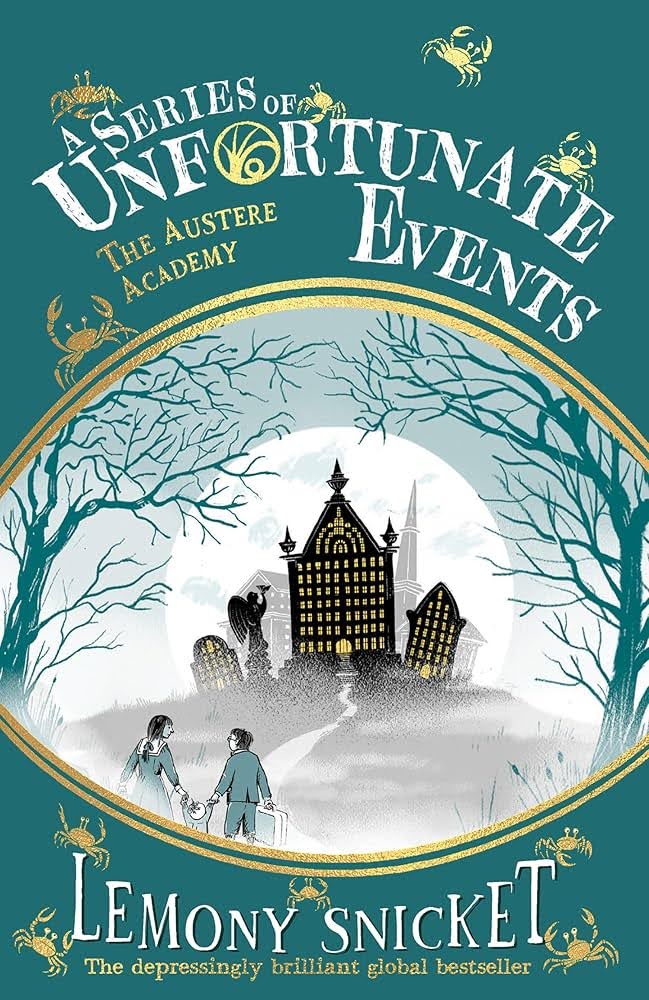 A SERIES OF
UNFORTUNATE
EVENTS
THE AUSTERE
ACADEMY
LEMONY SNICKET
The depressingly brilliant global bestseller